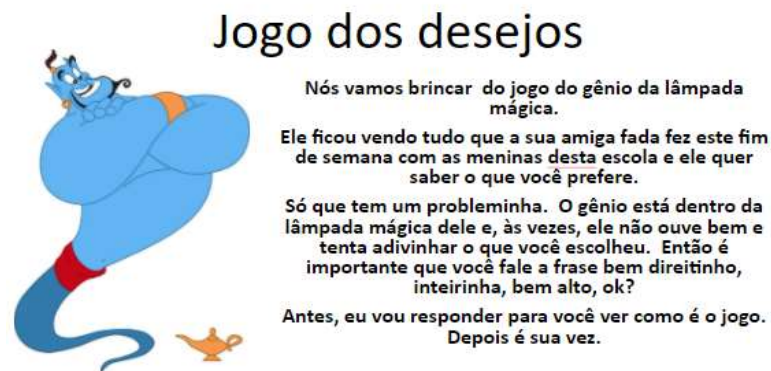 Jogo dos desejos
Nós vamos brincar do jogo do gênio da lâmpada
mágica.
Ele ficou vendo tudo que a sua amiga fada fez este fim
de semana com as meninas desta escola e ele quer
saber o que você prefere.
Só que tem um probleminha. O gênio está dentro da
lâmpada mágica dele e, às vezes, ele não ouve bem e
tenta adivinhar o que você escolheu. Então é
importante que você fale a frase bem direitinho,
inteirinha, bem alto, ok?
Antes, eu vou responder para você ver como é o jogo.
Depois é sua vez.